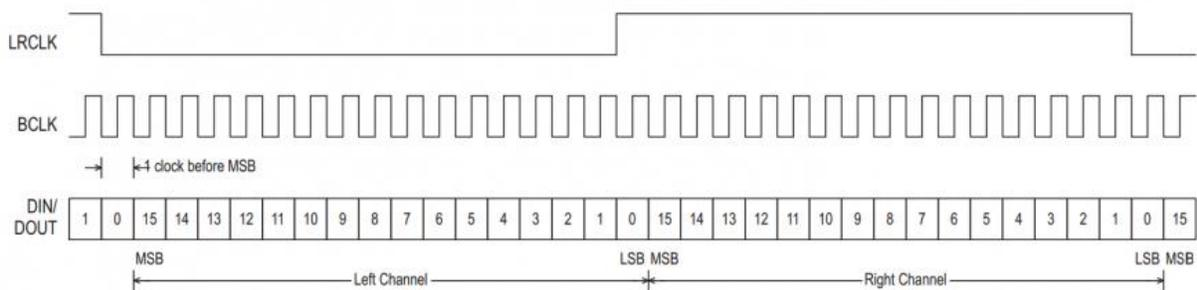 LRCLK
BCLK
1 clock before MSB
DIN/
DOUT
1 0 15 14 13 12 11 10 9 8 7 6 5 4 3 2 1 0 15 14 13 12 11 10 9 8 7 6 5 4 3 2 1 0 15
MSB LSB MSB LSB MSB
Left Channel Right Channel